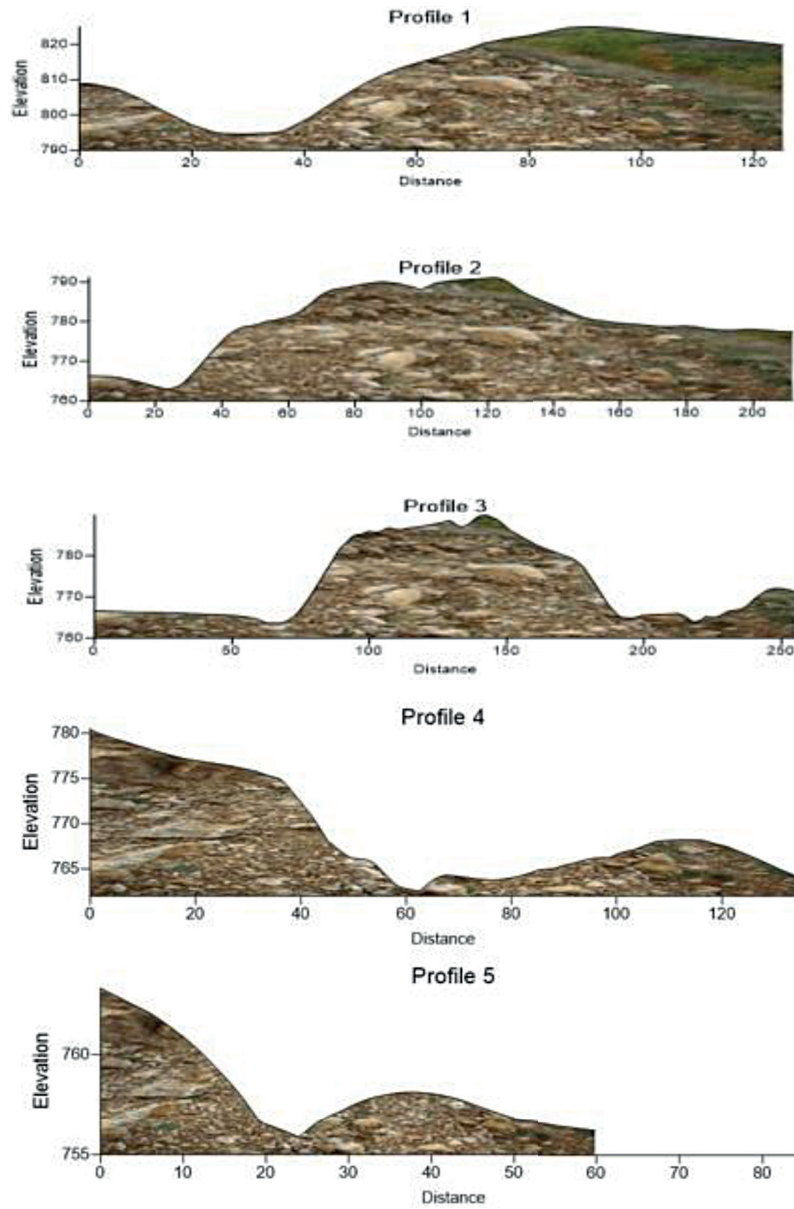 Profile 1
Elevation
820
810
800
790
0 20 40 60 80 100 120
Distance
Profile 2
Elevation
790
780
770
760
0 20 40 60 80 100 120 140 160 180 200
Distance
Profile 3
Elevation
780
770
760
0 50 100 150 200 250
Distance
Profile 4
Elevation
780
775
770
765
0 20 40 60 80 100 120
Distance
Profile 5
Elevation
760
755
0 10 20 30 40 50 60 70 80
Distance